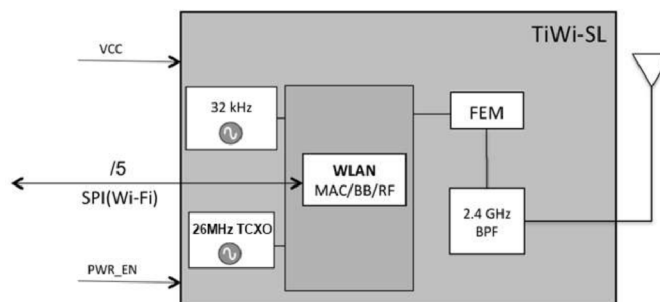 TiWi-SL
VCC
32 kHz
FEM
/5
SPI(Wi-Fi)
WLAN
MAC/BB/RF
2.4 GHz
BPF
26MHz TCXO
PWR_EN